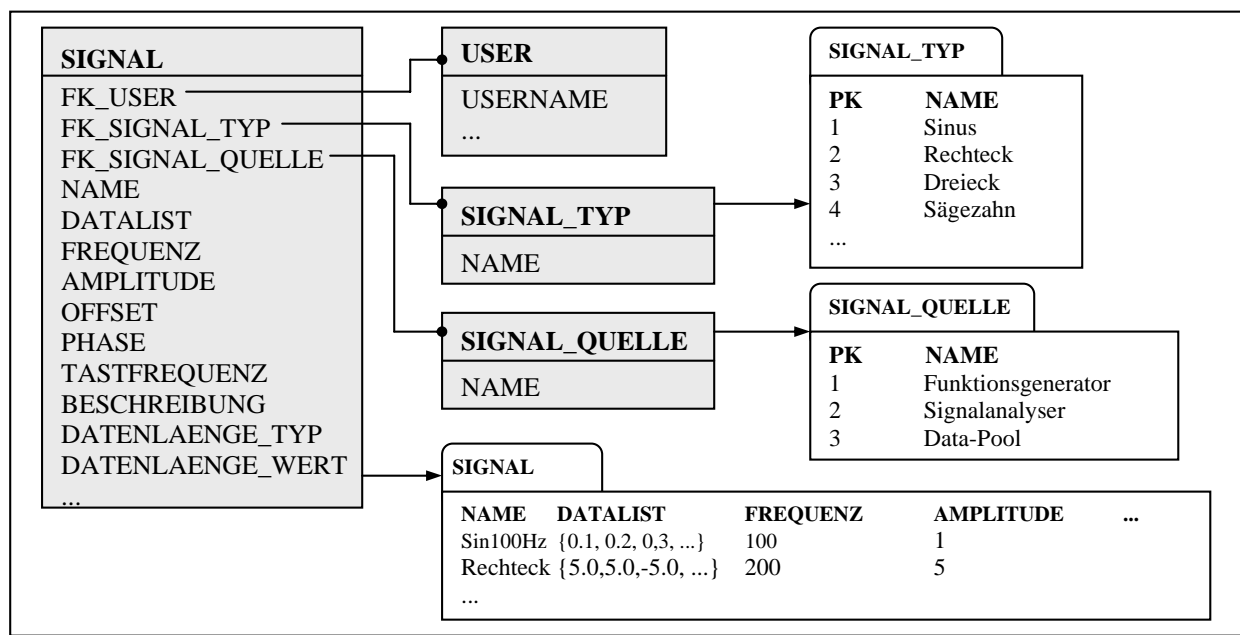 SIGNAL
FK_USER
FK_SIGNAL_TYP
FK_SIGNAL_QUELLE
NAME
DATALIST
FREQUENZ
AMPLITUDE
OFFSET
PHASE
TASTFREQUENZ
BESCHREIBUNG
DATENLAENGE_TYP
DATENLAENGE_WERT
...
USER
USERNAME
...
SIGNAL_TYP
NAME
SIGNAL_QUELLE
NAME
SIGNAL_TYP
PK NAME
1 Sinus
2 Rechteck
3 Dreieck
4 Sägezahn
...
SIGNAL_QUELLE
PK NAME
1 Funktionsgenerator
2 Signalanalyser
3 Data-Pool
SIGNAL
NAME DATALIST FREQUENZ AMPLITUDE ...
Sin100Hz {0.1, 0.2, 0,3, ...} 100 1
Rechteck {5.0,5.0,-5.0, ...} 200 5
...